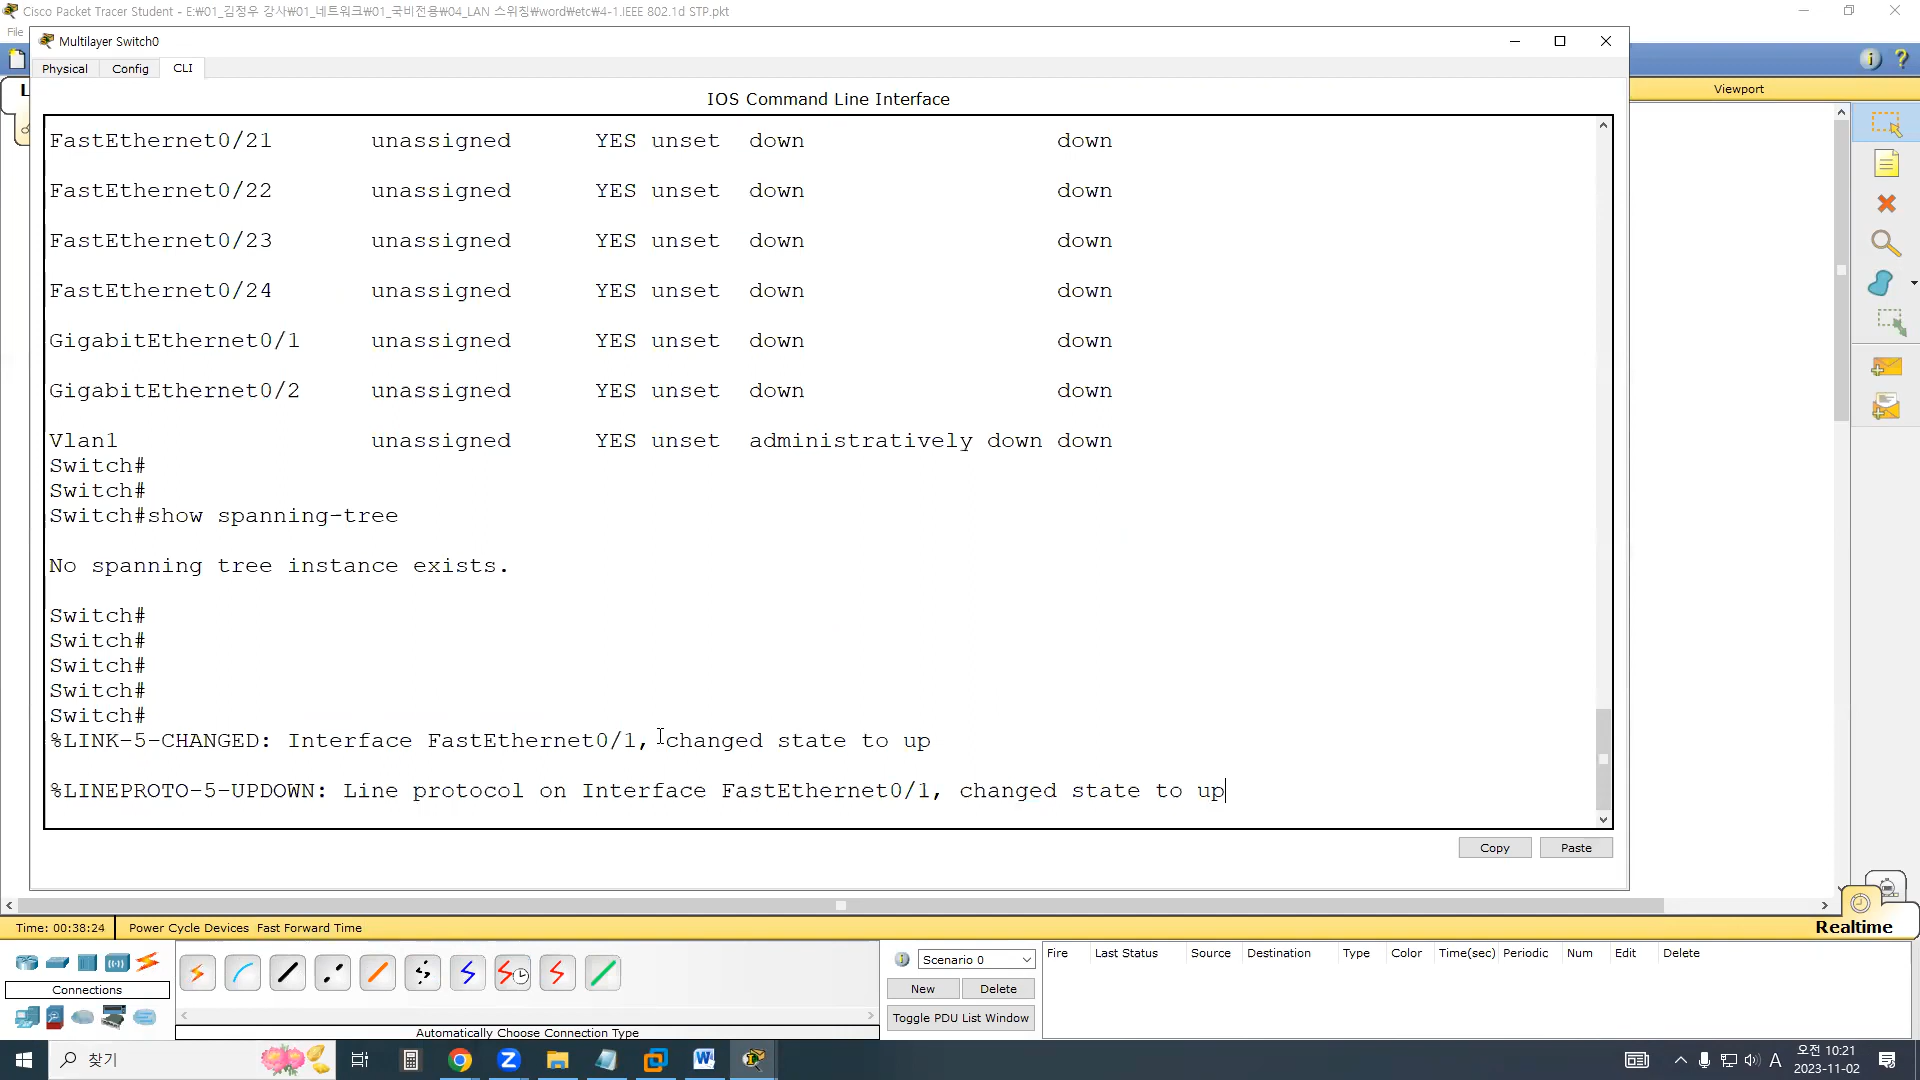 Cisco Packet Tracer Student - E:₩01_김정우 강사₩01_네트워크₩01_국비전용₩04_LAN 스위칭₩word₩etc₩4-1.IEEE 802.1d STP.pkt
File
Multilayer Switch0
Physical Config CLI
Viewport
L
IOS Command Line Interface
FastEthernet0/21 unassigned YES unset down down
FastEthernet0/22 unassigned YES unset down down
FastEthernet0/23 unassigned YES unset down down
FastEthernet0/24 unassigned YES unset down down
GigabitEthernet0/1 unassigned YES unset down down
GigabitEthernet0/2 unassigned YES unset down down
Vlan1 unassigned YES unset administratively down down
Switch#
Switch#
Switch#show spanning-tree
No spanning tree instance exists.
Switch#
Switch#
Switch#
Switch#
Switch#
%LINK-5-CHANGED: Interface FastEthernet0/1, changed state to up
%LINEPROTO-5-UPDOWN: Line protocol on Interface FastEthernet0/1, changed state to up
Copy Paste
Time: 00:38:24 Power Cycle Devices Fast Forward Time
Realtime
Scenario 0
Fire Last Status Source Destination Type Color Time(sec) Periodic Num Edit Delete
Connections
New Delete
Toggle PDU List Window
Automatically Choose Connection Type
찾기
A
오전 10:21
2023-11-02